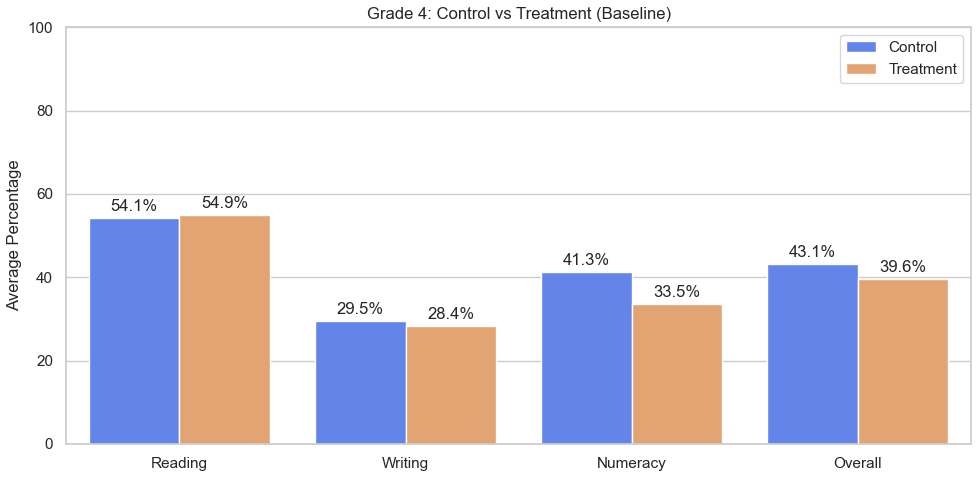 Grade 4: Control vs Treatment (Baseline)
Control
Treatment
Average Percentage
100
80
60
40
20
0
54.1%
54.9%
29.5%
28.4%
41.3%
33.5%
43.1%
39.6%
Reading
Writing
Numeracy
Overall